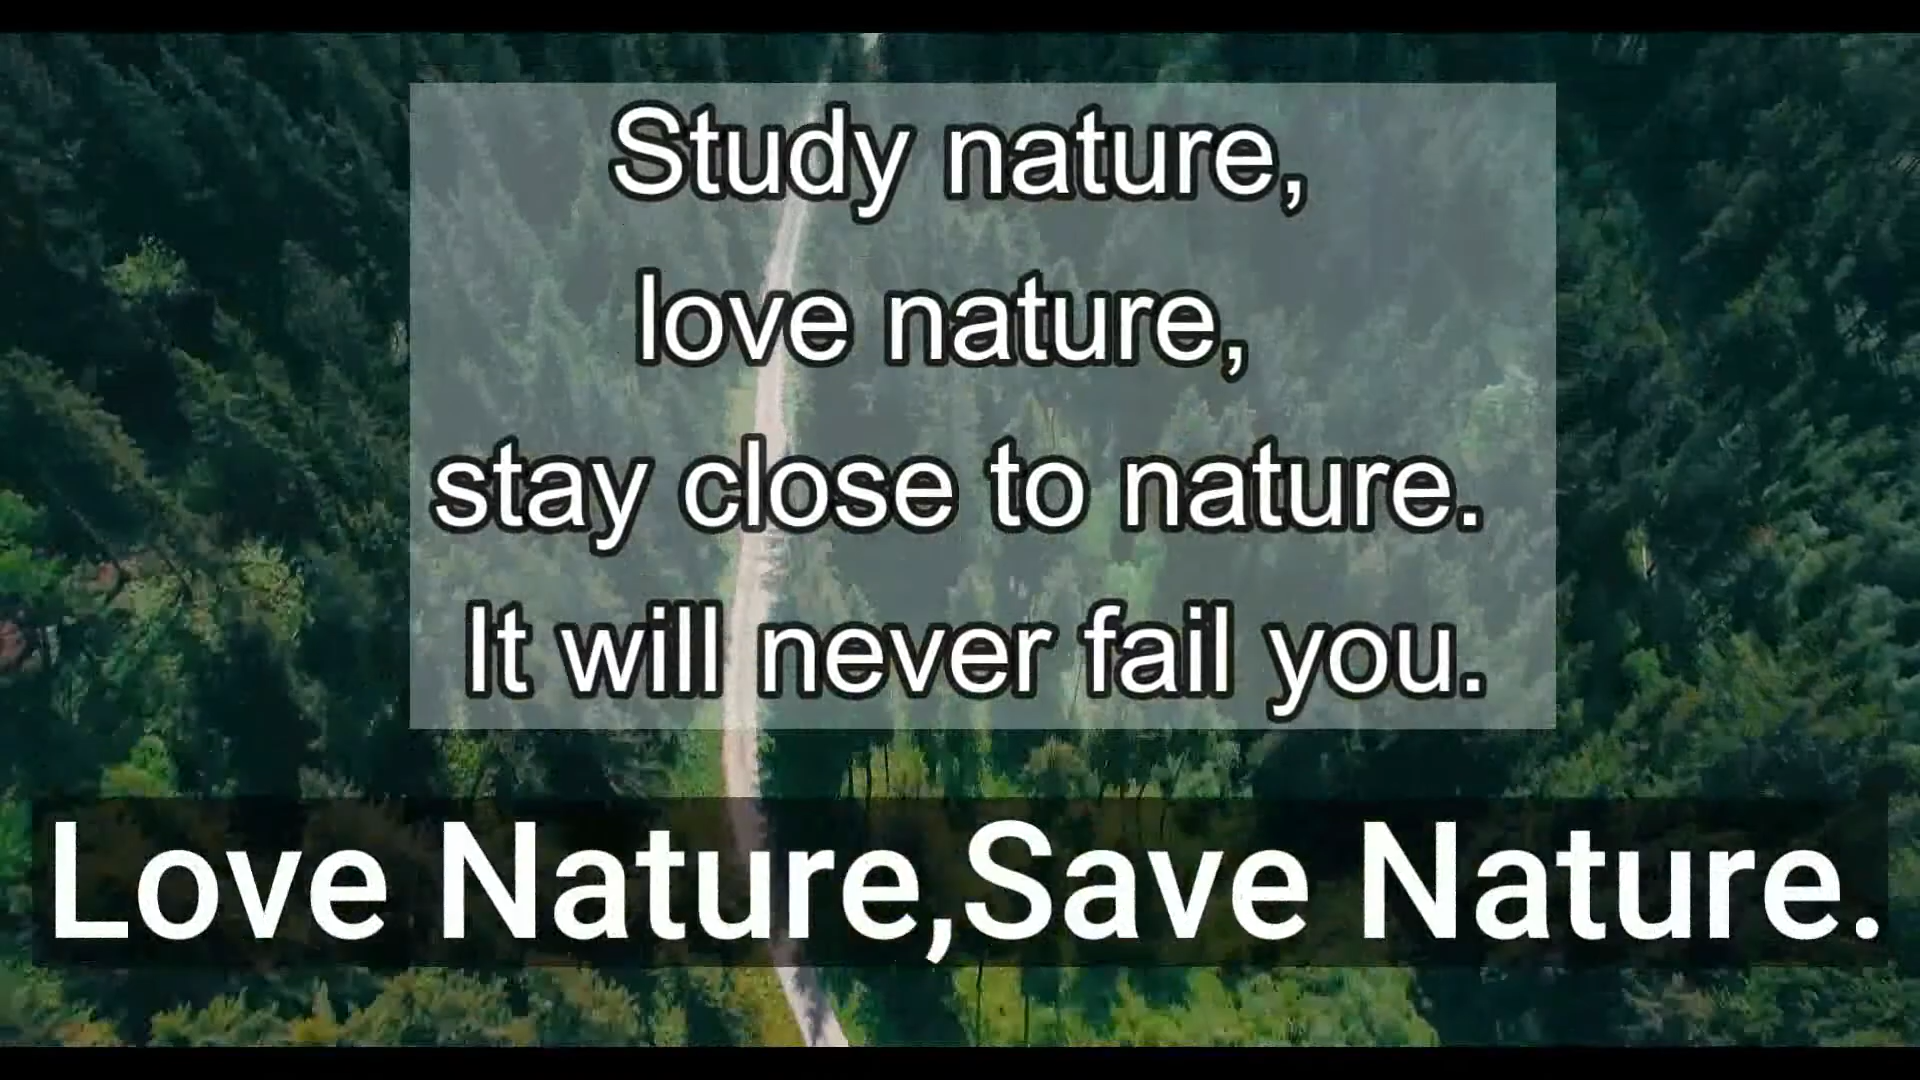 Study nature,
love nature,
stay close to nature.
It will never fail you.
Love Nature,Save Nature.